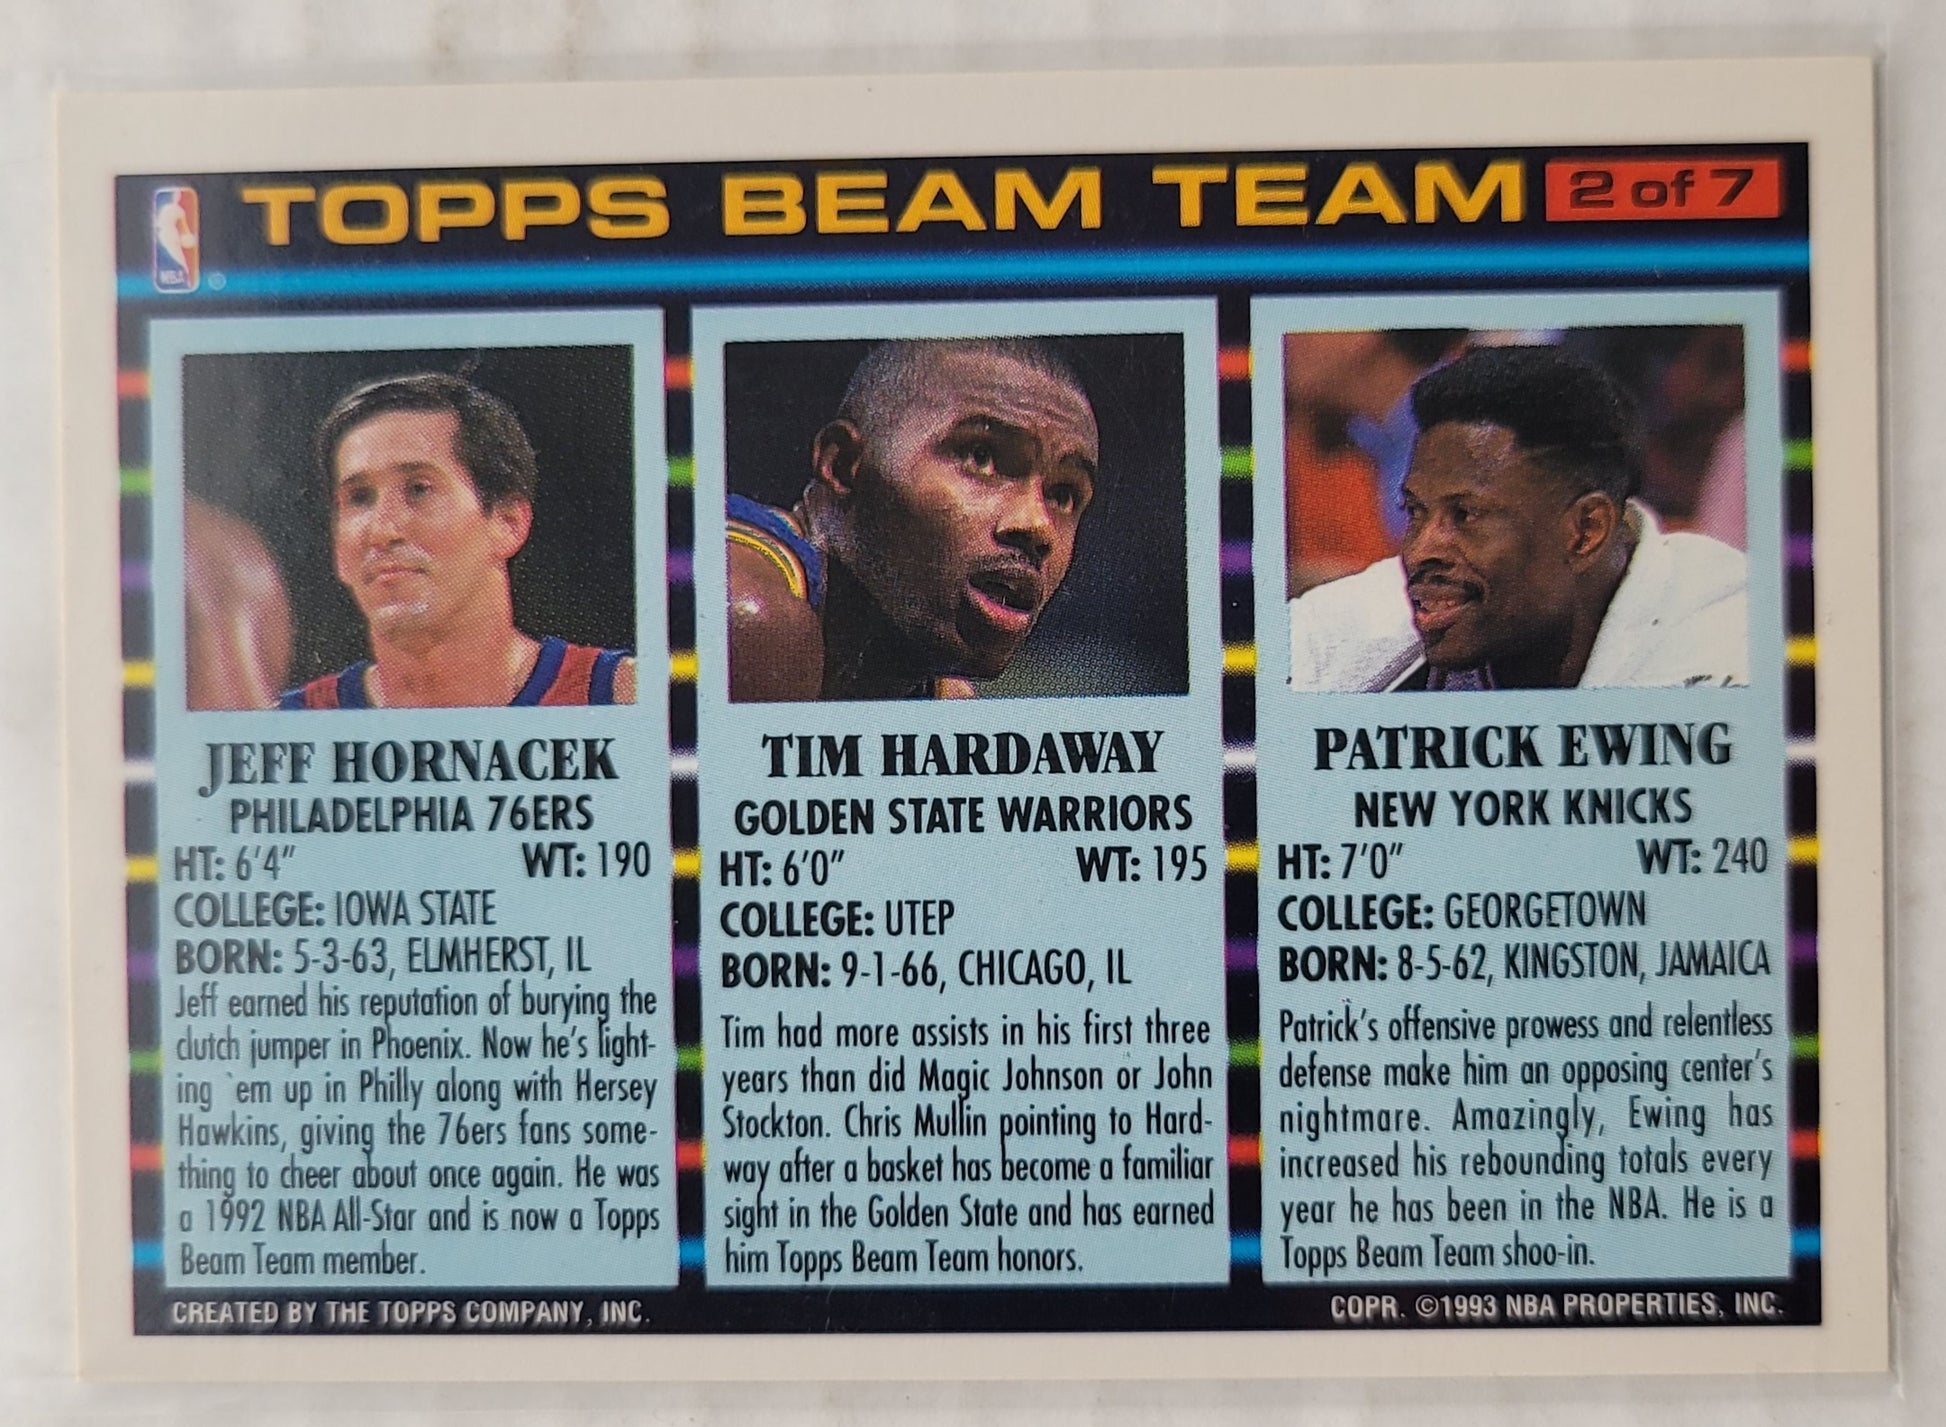 TOPPS BEAM TEAM 2 of 7
NBA
®
JEFF HORNACEK
PHILADELPHIA 76ERS
HT: 6'4" WT: 190
COLLEGE: IOWA STATE
BORN: 5-3-63, ELMHERST, IL
Jeff earned his reputation of burying the
clutch jumper in Phoenix. Now he's light-
ing `em up in Philly along with Hersey
Hawkins, giving the 76ers fans some-
thing to cheer about once again. He was
a 1992 NBA All-Star and is now a Topps
Beam Team member.
TIM HARDAWAY
GOLDEN STATE WARRIORS
HT: 6'0" WT: 195
COLLEGE: UTEP
BORN: 9-1-66, CHICAGO, IL
Tim had more assists in his first three
years than did Magic Johnson or John
Stockton. Chris Mullin pointing to Hard-
way after a basket has become a familiar
sight in the Golden State and has earned
him Topps Beam Team honors.
PATRICK EWING
NEW YORK KNICKS
HT: 7'0" WT: 240
COLLEGE: GEORGETOWN
BORN: 8-5-62, KINGSTON, JAMAICA
Patrick's offensive prowess and relentless
defense make him an opposing center's
nightmare. Amazingly, Ewing has
increased his rebounding totals every
year he has been in the NBA. He is a
Topps Beam Team shoo-in.
CREATED BY THE TOPPS COMPANY, INC.
COPR. ©1993 NBA PROPERTIES, INC.